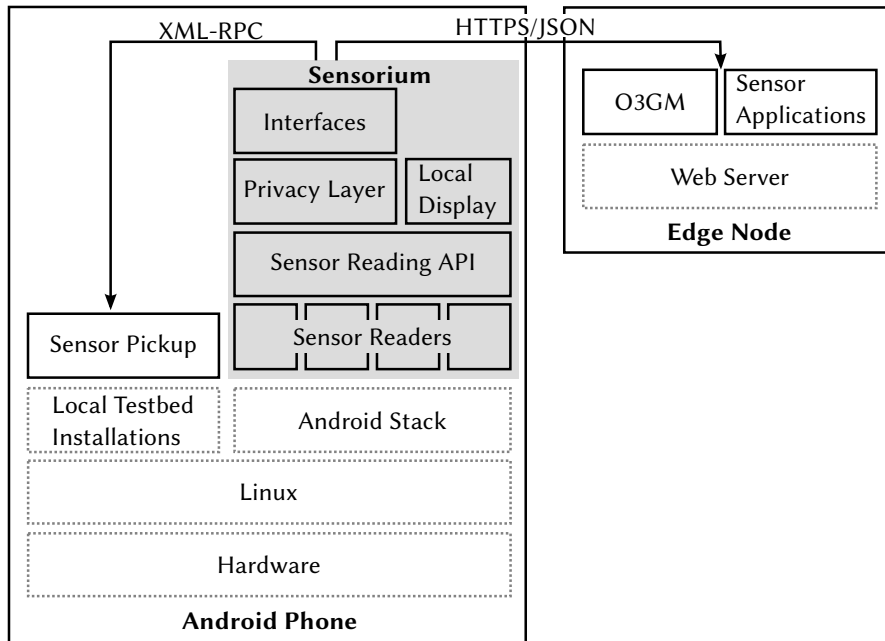 XML-RPC
HTTPS/JSON
Sensorium
Interfaces
Privacy Layer
Local
Display
Sensor Reading API
Sensor Readers
Sensor Pickup
Local Testbed
Installations
Android Stack
Linux
Hardware
Android Phone
O3GM
Sensor
Applications
Web Server
Edge Node